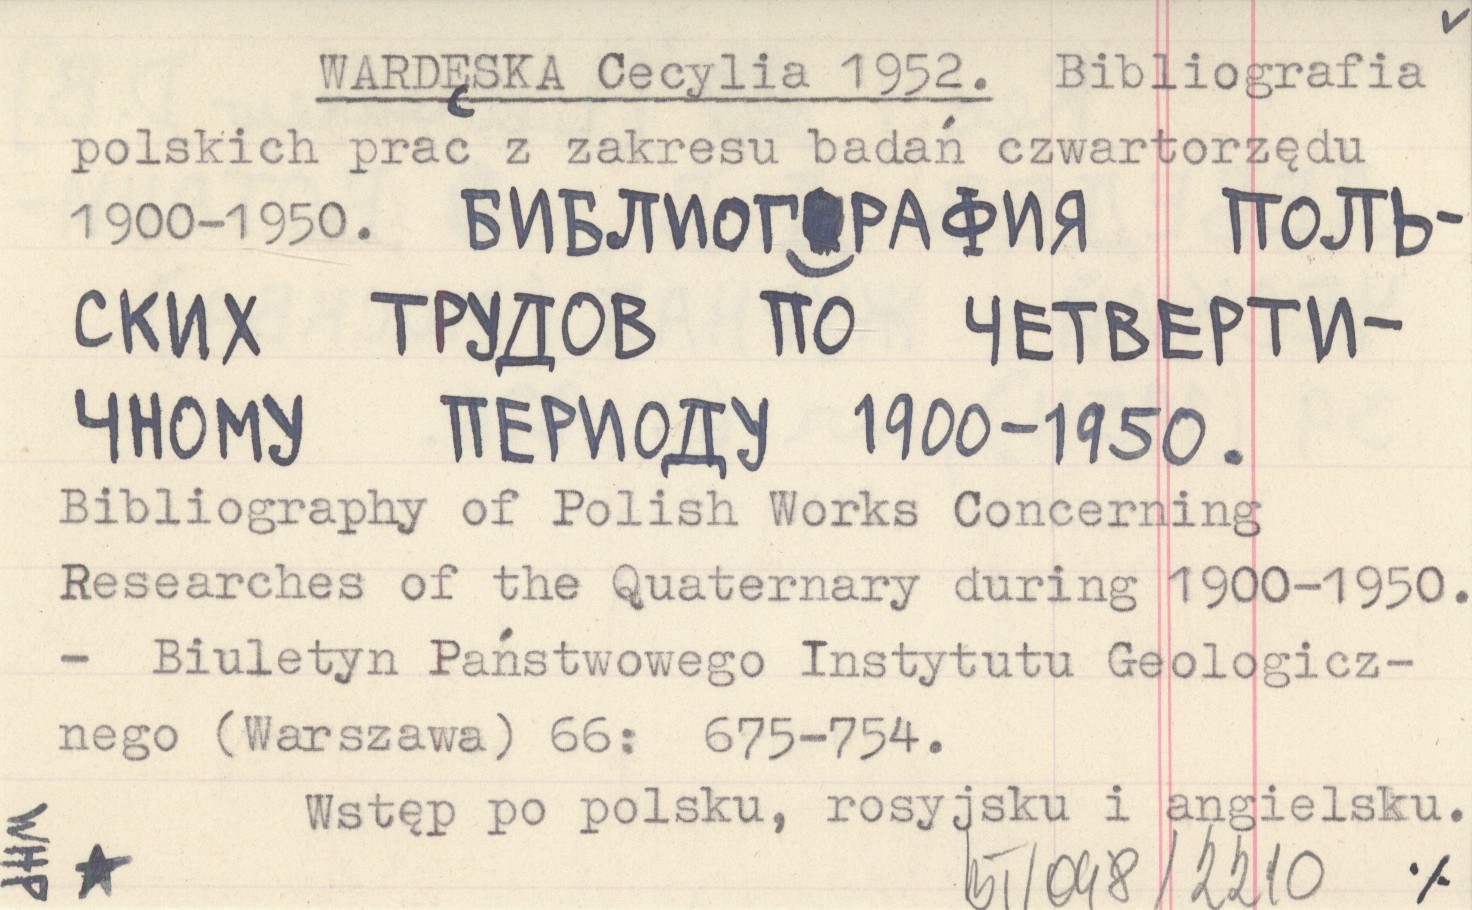 WARDĘSKA Cecylia 1952. Bibliografia
polskich prac z zakresu badań czwartorzędu
1900-1950. БИБЛИОГРАФИЯ ПОЛЬ-
СКИХ ТРУДОВ ПО ЧЕТВЕРТИ-
ЧНОМУ ПЕРИОДУ 1900-1950.
Bibliography of Polish Works Concerning
Researches of the Quaternary during 1900-1950.
- Biuletyn Państwowego Instytutu Geologicz-
nego (Warszawa) 66: 675-754.
Wstęp po polsku, rosyjsku i angielsku.
/048/2210
WHP